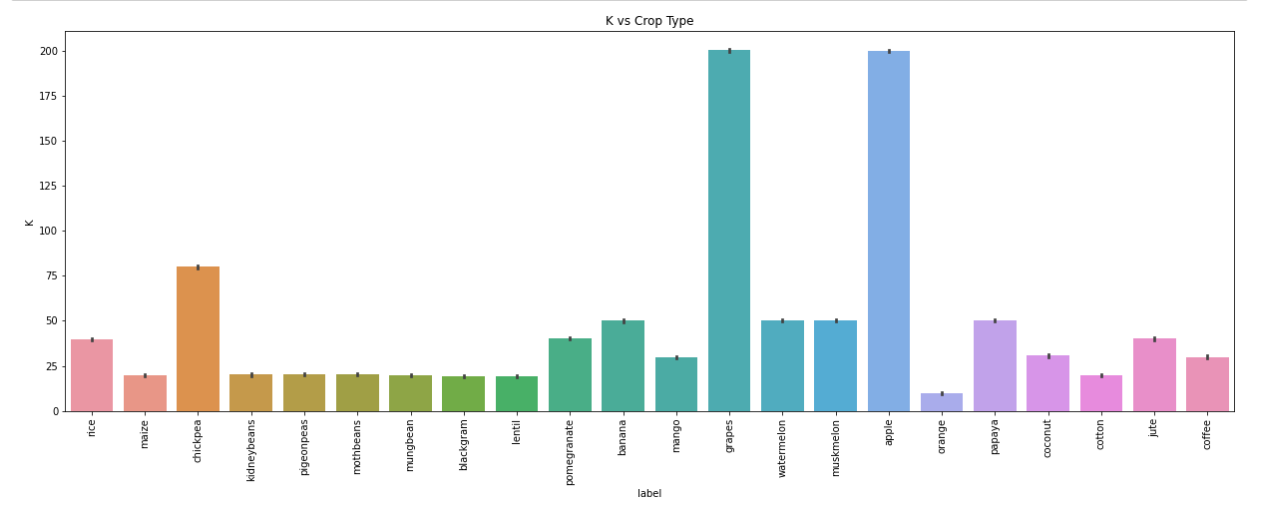 K vs Crop Type
200
175
150
125
100
75
50
25
0
K
rice
maize
chickpea
kidneybeans
pigeonpeas
mothbeans
mungbean
blackgram
lentil
pomegranate
banana
mango
grapes
watermelon
muskmelon
apple
orange
papaya
coconut
cotton
jute
coffee
label